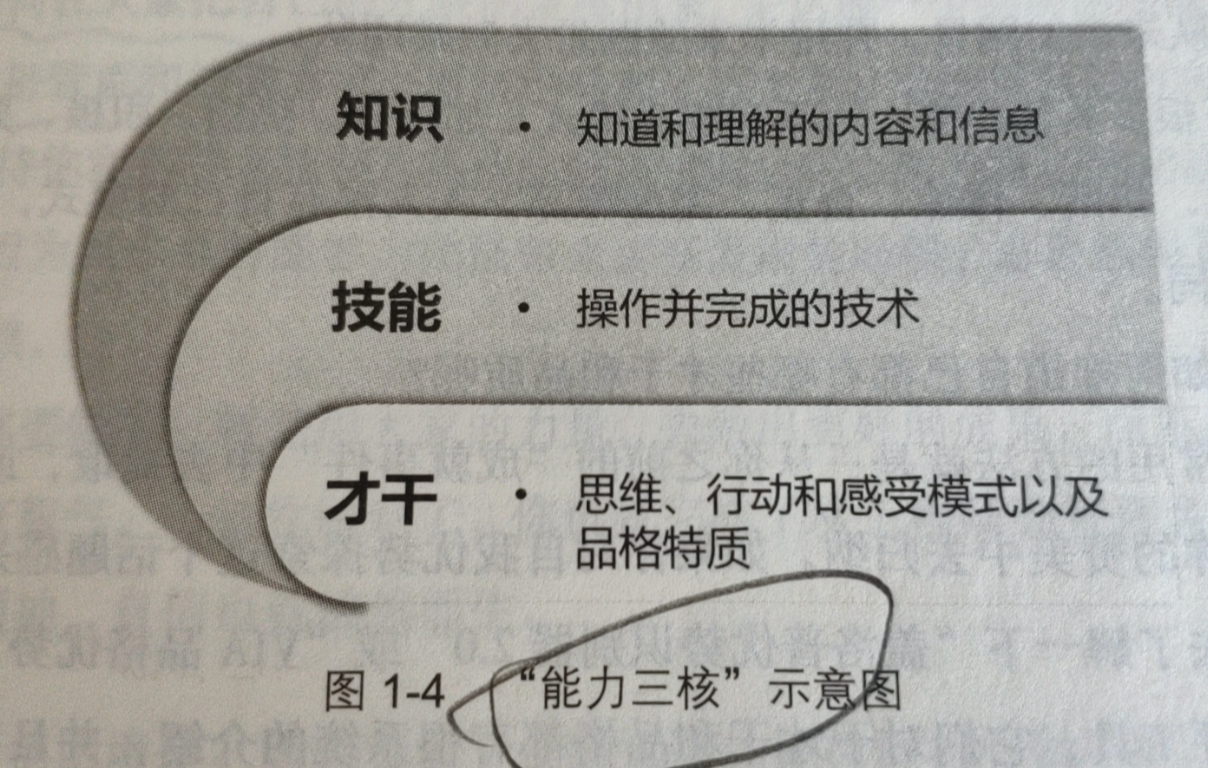 知识 · 知道和理解的内容和信息
技能 · 操作并完成的技术
才干 · 思维、行动和感受模式以及
品格特质
图 1-4 “能力三核”示意图